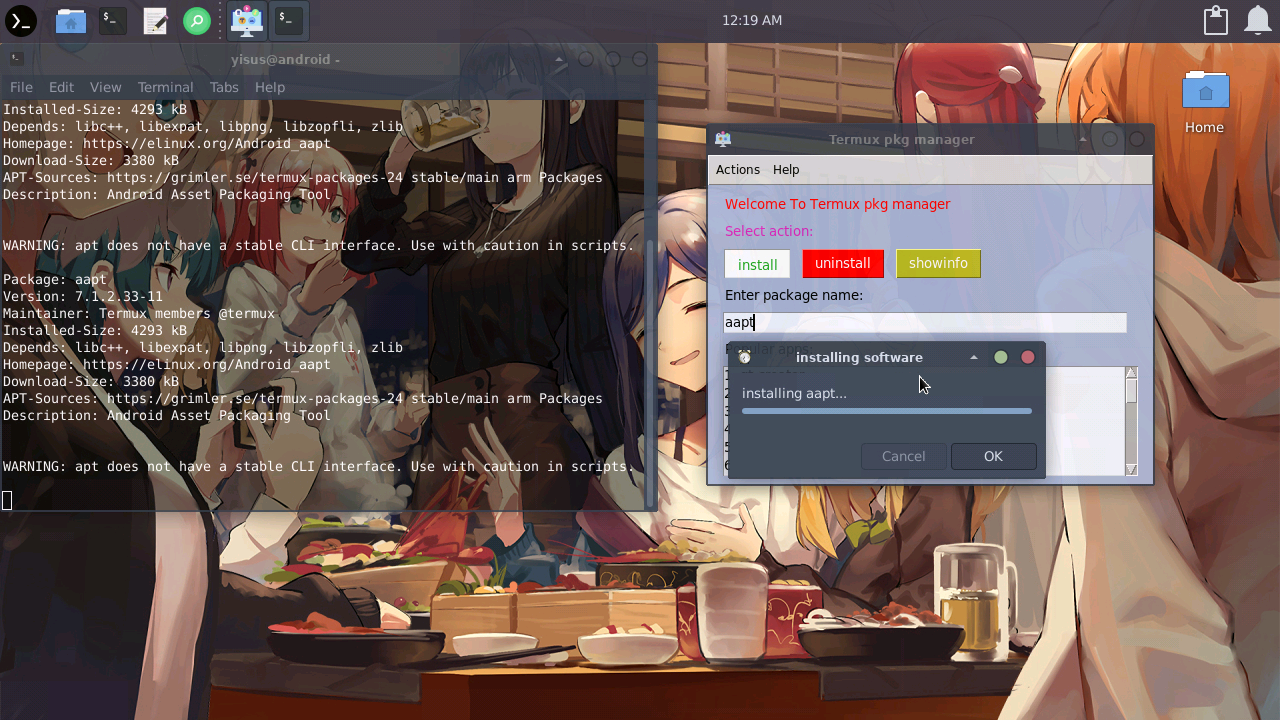 12:19 AM
yisus@android -
File Edit View Terminal Tabs Help
Installed-Size: 4293 kB
Depends: libc++, libexpat, libpng, libzopfli, zlib
Homepage: https://elinux.org/Android_aapt
Download-Size: 3380 kB
APT-Sources: https://grimler.se/termux-packages-24 stable/main arm Packages
Description: Android Asset Packaging Tool
WARNING: apt does not have a stable CLI interface. Use with caution in scripts.
Package: aapt
Version: 7.1.2.33-11
Maintainer: Termux members @termux
Installed-Size: 4293 kB
Depends: libc++, libexpat, libpng, libzopfli, zlib
Homepage: https://elinux.org/Android_aapt
Download-Size: 3380 kB
APT-Sources: https://grimler.se/termux-packages-24 stable/main arm Packages
Description: Android Asset Packaging Tool
WARNING: apt does not have a stable CLI interface. Use with caution in scripts.
Home
Termux pkg manager
Actions Help
Welcome To Termux pkg manager
Select action:
install uninstall showinfo
Enter package name:
aapt
installing software
installing aapt...
Cancel OK